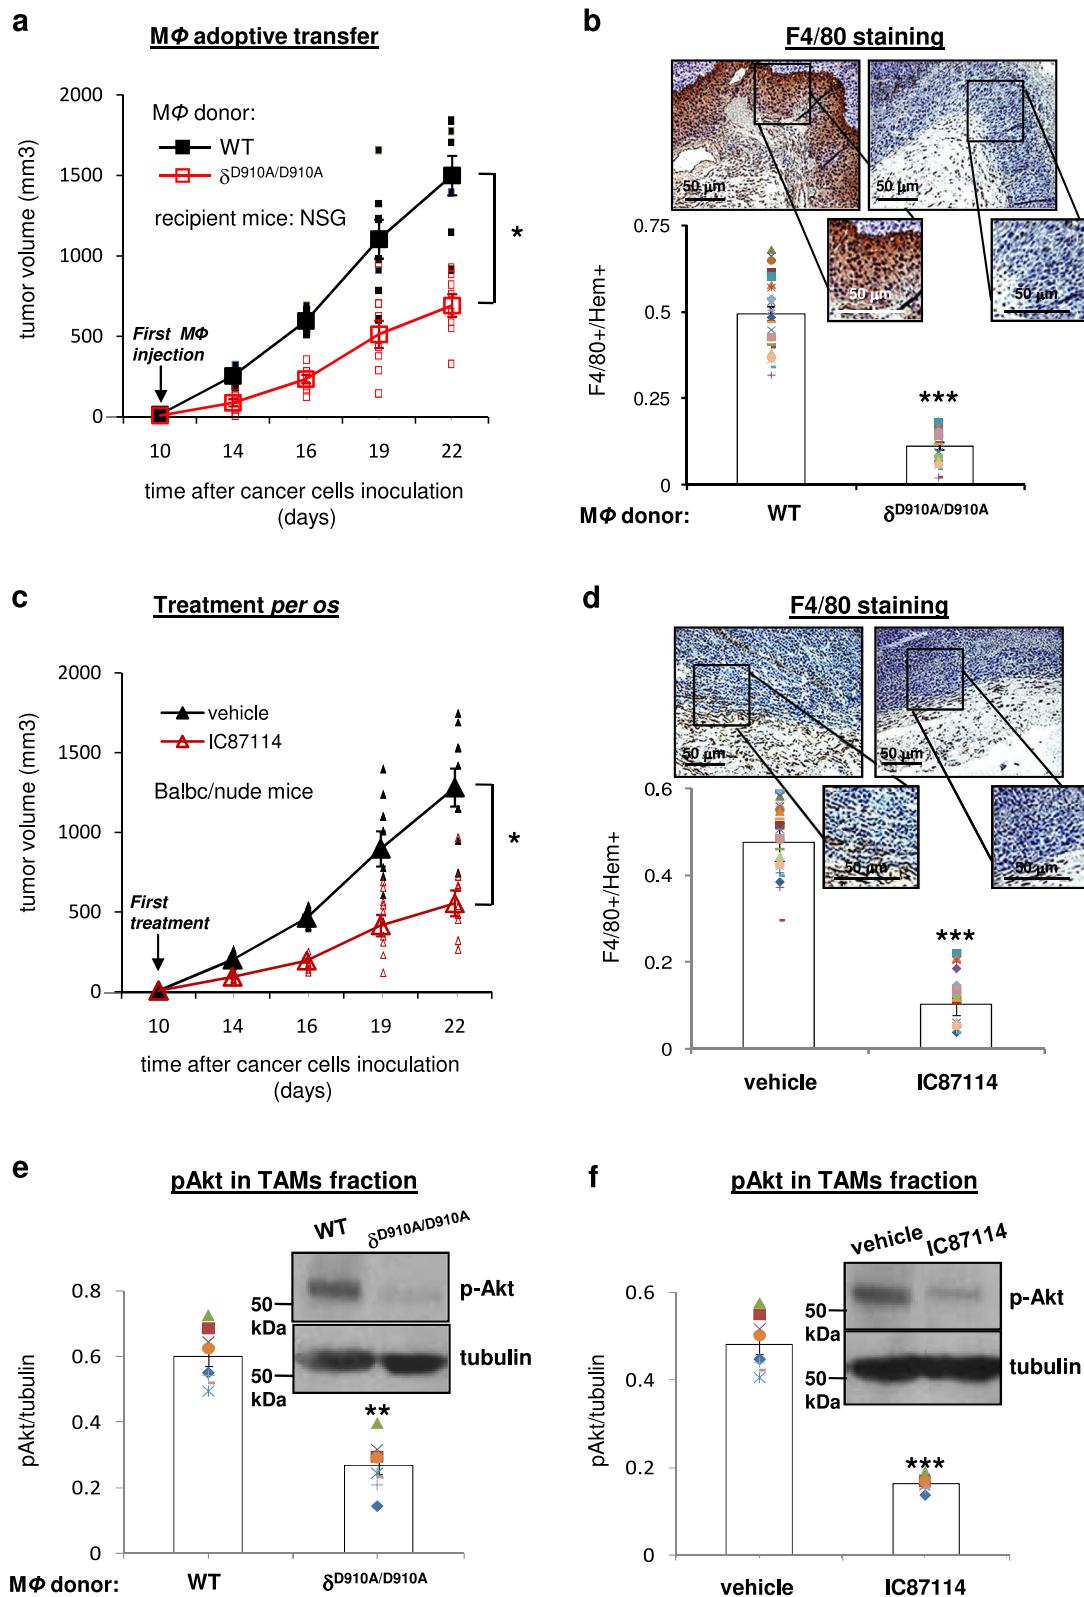 a
MΦ adoptive transfer
2000
1500
1000
500
0
tumor volume (mm3)
MΦ donor:
WT
δD910A/D910A
recipient mice: NSG
*
First MΦ
injection
10 14 16 19 22
time after cancer cells inoculation
(days)
b
F4/80 staining
50 µm
50 µm
50 µm
50 µm
0.75
0.5
0.25
0
F4/80+/Hem+
***
MΦ donor: WT δD910A/D910A
c
Treatment per os
2000
1500
1000
500
0
tumor volume (mm3)
vehicle
IC87114
Balbc/nude mice
*
First
treatment
10 14 16 19 22
time after cancer cells inoculation
(days)
d
F4/80 staining
50 µm
50 µm
50 µm
50 µm
0.6
0.4
0.2
0
F4/80+/Hem+
***
vehicle IC87114
e
pAkt in TAMs fraction
WT δD910A/D910A
p-Akt
50
kDa
tubulin
50
kDa
0.8
0.6
0.4
0.2
0
pAkt/tubulin
**
MΦ donor: WT δD910A/D910A
f
pAkt in TAMs fraction
vehicle IC87114
p-Akt
50
kDa
tubulin
50
kDa
0.6
0.4
0.2
0
pAkt/tubulin
***
vehicle IC87114